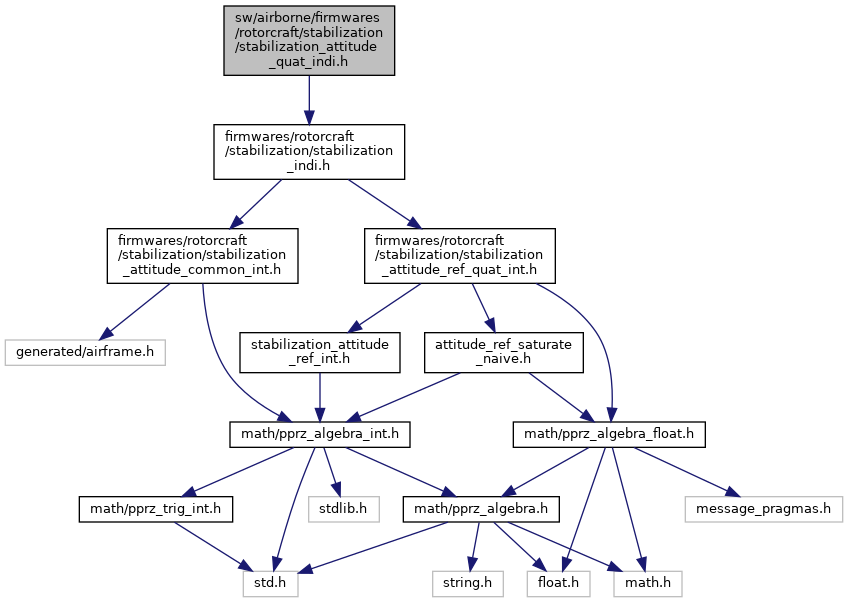 sw/airborne/firmwares
/rotorcraft/stabilization
/stabilization_attitude
_quat_indi.h
firmwares/rotorcraft
/stabilization/stabilization
_indi.h
firmwares/rotorcraft
/stabilization/stabilization
_attitude_common_int.h
firmwares/rotorcraft
/stabilization/stabilization
_attitude_ref_quat_int.h
generated/airframe.h
stabilization_attitude
_ref_int.h
attitude_ref_saturate
_naive.h
math/pprz_algebra_int.h
math/pprz_algebra_float.h
math/pprz_trig_int.h
stdlib.h
math/pprz_algebra.h
message_pragmas.h
std.h
string.h
float.h
math.h